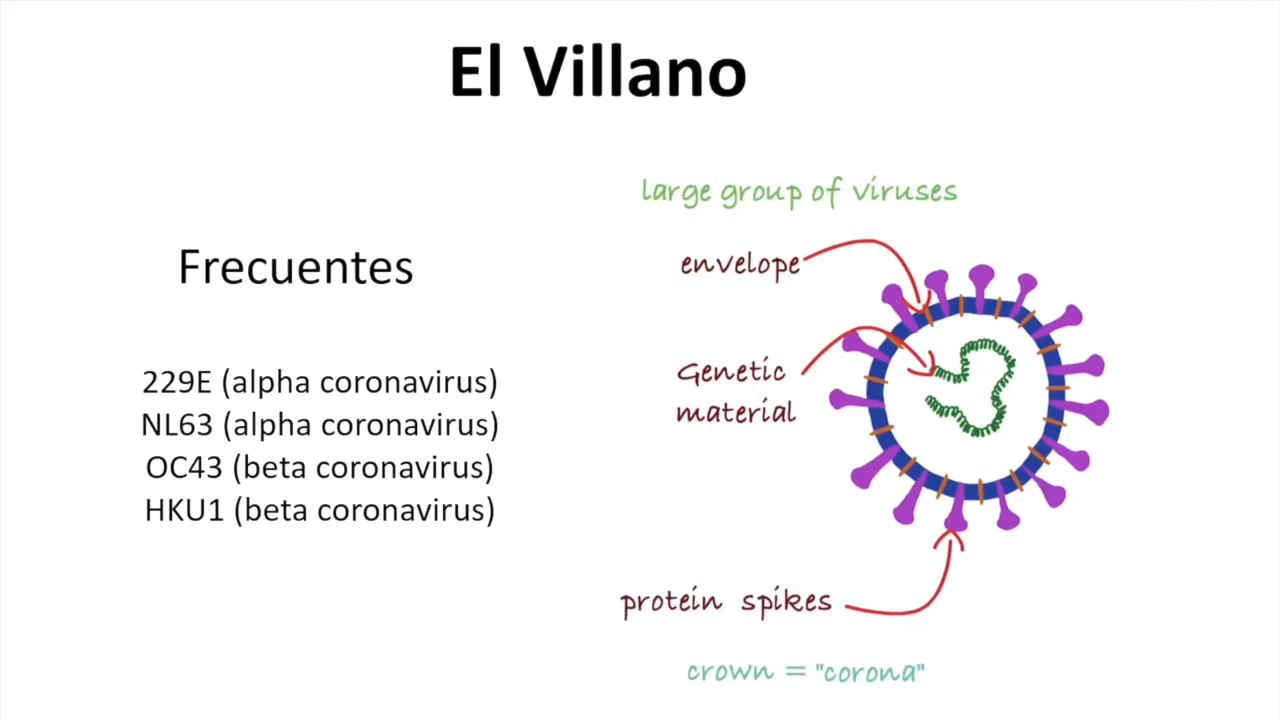 El Villano
Frecuentes
229E (alpha coronavirus)
NL63 (alpha coronavirus)
OC43 (beta coronavirus)
HKU1 (beta coronavirus)
large group of viruses
envelope
Genetic
material
protein spikes
crown = "corona"